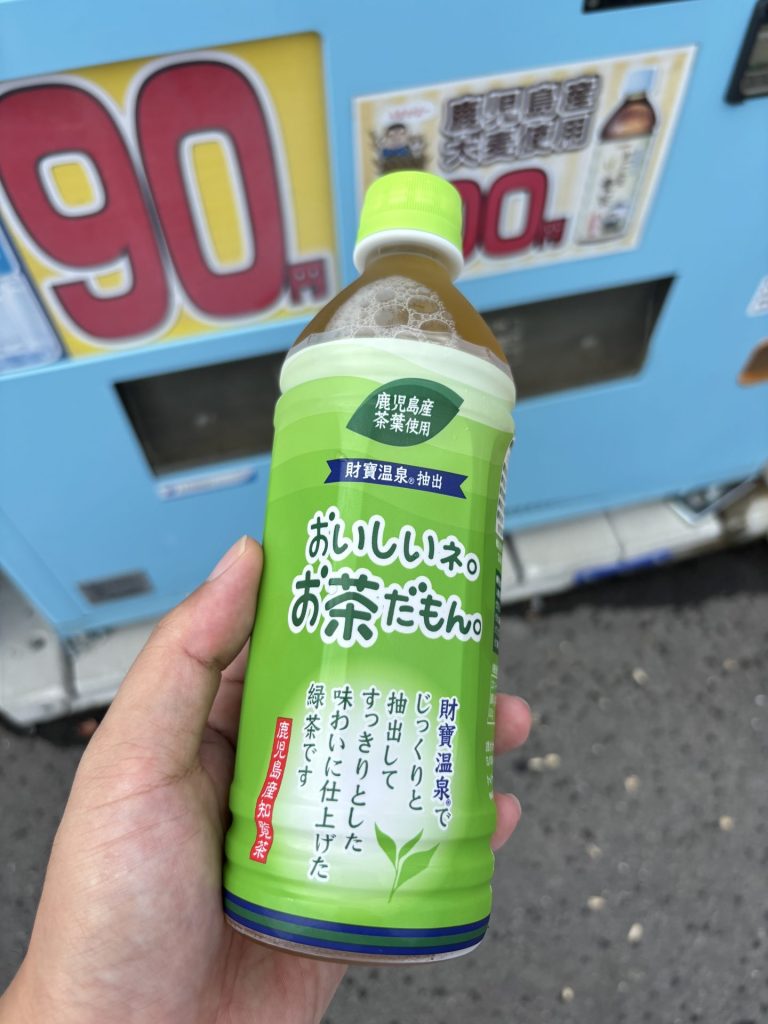 90円
鹿児島産
大麦使用
00円
鹿児島産
茶葉使用
財寶温泉®抽出
おいしいネ。
お茶だもん。
財寶温泉®で
じっくりと
抽出して
すっきりとした
味わいに仕上げた
緑茶です
鹿児島産知覧茶